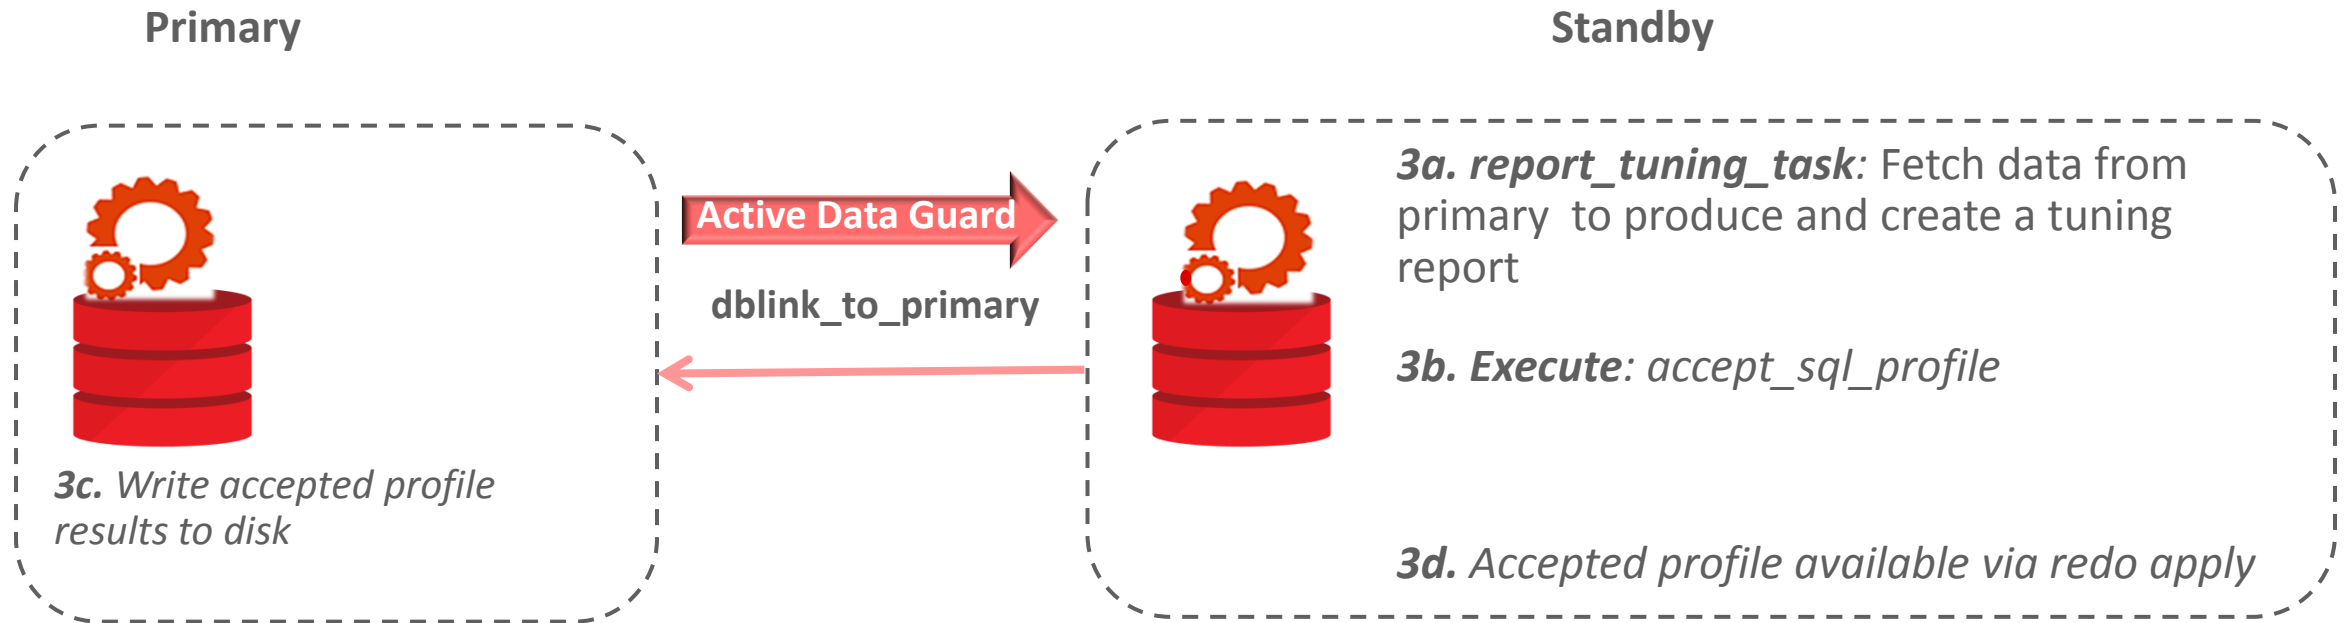 Primary
Standby
Active Data Guard
dblink_to_primary
3c. Write accepted profile
results to disk
3a. report_tuning_task: Fetch data from
primary  to produce and create a tuning
report
3b. Execute: accept_sql_profile
3d. Accepted profile available via redo apply